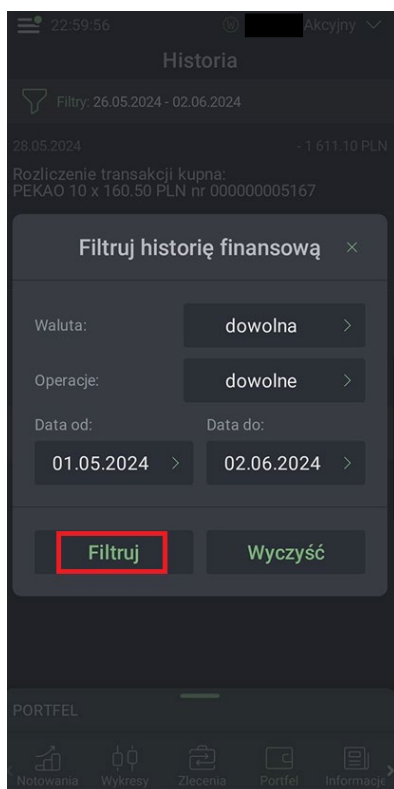 22:59:56 W Akcyjny
Historia
Filtry: 26.05.2024 - 02.06.2024
28.05.2024 - 1 611.10 PLN
Rozliczenie transakcji kupna:
PEKAO 10 x 160.50 PLN nr 000000005167
Filtruj historię finansową ×
Waluta: dowolna
Operacje: dowolne
Data od: Data do:
01.05.2024 02.06.2024
Filtruj Wyczyść
PORTFEL
Notowania Wykresy Zlecenia Portfel Informacje